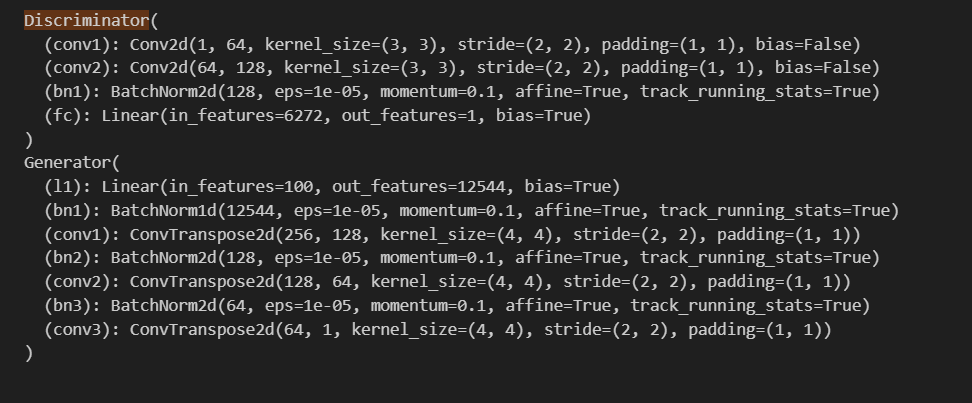 Discriminator(
  (conv1): Conv2d(1, 64, kernel_size=(3, 3), stride=(2, 2), padding=(1, 1), bias=False)
  (conv2): Conv2d(64, 128, kernel_size=(3, 3), stride=(2, 2), padding=(1, 1), bias=False)
  (bn1): BatchNorm2d(128, eps=1e-05, momentum=0.1, affine=True, track_running_stats=True)
  (fc): Linear(in_features=6272, out_features=1, bias=True)
)
Generator(
  (l1): Linear(in_features=100, out_features=12544, bias=True)
  (bn1): BatchNorm1d(12544, eps=1e-05, momentum=0.1, affine=True, track_running_stats=True)
  (conv1): ConvTranspose2d(256, 128, kernel_size=(4, 4), stride=(2, 2), padding=(1, 1))
  (bn2): BatchNorm2d(128, eps=1e-05, momentum=0.1, affine=True, track_running_stats=True)
  (conv2): ConvTranspose2d(128, 64, kernel_size=(4, 4), stride=(2, 2), padding=(1, 1))
  (bn3): BatchNorm2d(64, eps=1e-05, momentum=0.1, affine=True, track_running_stats=True)
  (conv3): ConvTranspose2d(64, 1, kernel_size=(4, 4), stride=(2, 2), padding=(1, 1))
)